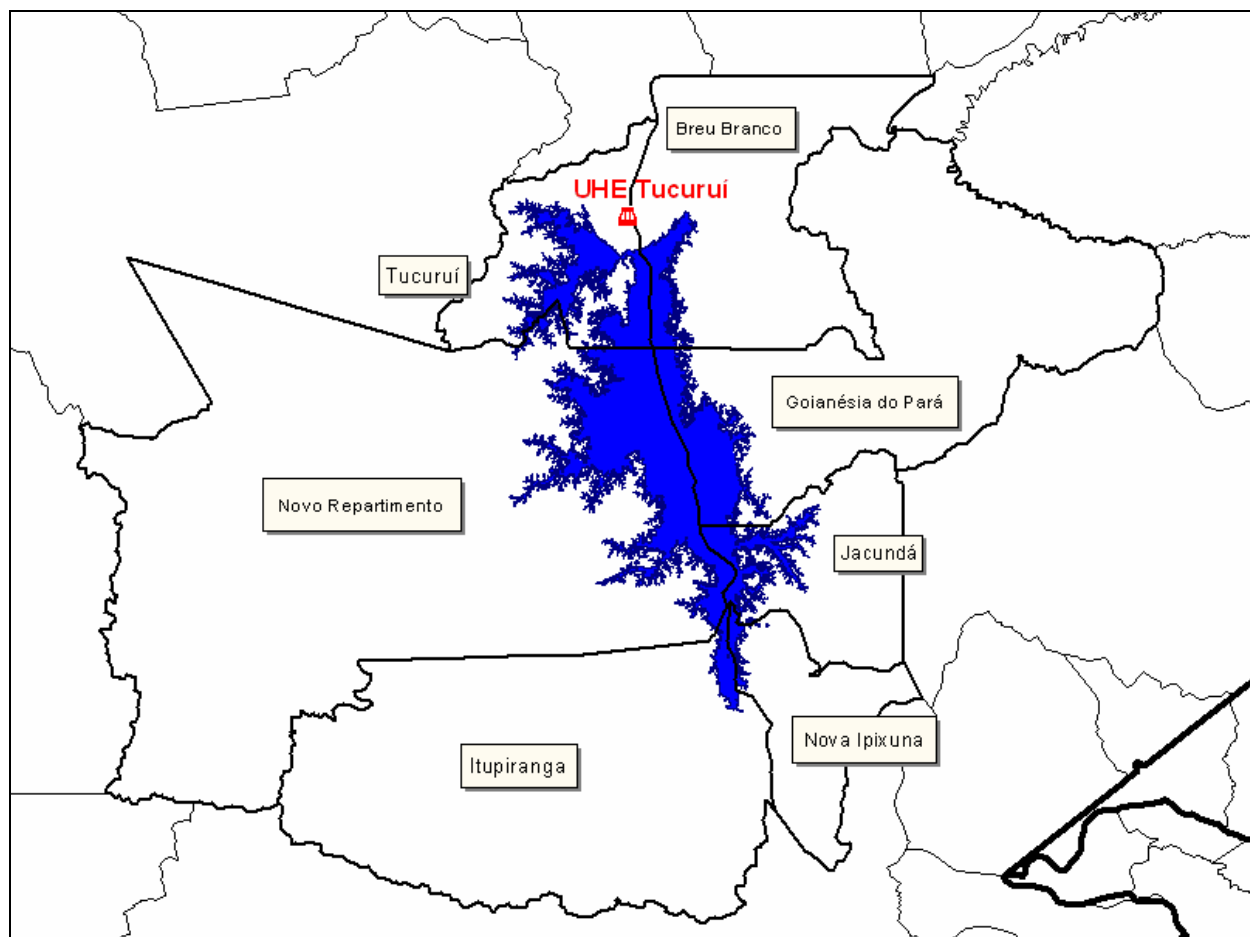 Breu Branco
UHE Tucuruí
Tucuruí
Goianésia do Pará
Novo Repartimento
Jacundá
Nova Ipixuna
Itupiranga